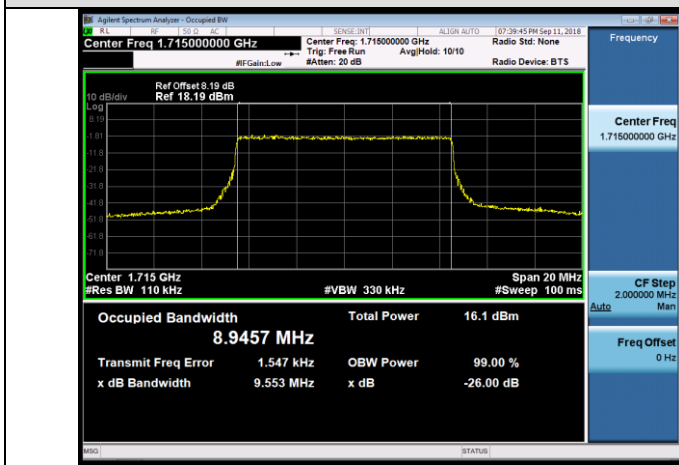 Agilent Spectrum Analyzer - Occupied BW
RL RF 50 Ω AC SENSE:INT ALIGN AUTO 07:39:45 PM Sep 11, 2018
Center Freq 1.715000000 GHz
Center Freq: 1.715000000 GHz
Radio Std: None
Trig: Free Run Avg|Hold: 10/10
#IFGain:Low #Atten: 20 dB Radio Device: BTS
Ref Offset 8.19 dB
10 dB/div Ref 18.19 dBm
Log
8.19
-1.81
-11.8
-21.8
-31.8
-41.8
-51.8
-61.8
-71.8
Center 1.715 GHz Span 20 MHz
#Res BW 110 kHz #VBW 330 kHz #Sweep 100 ms
Occupied Bandwidth Total Power 16.1 dBm
8.9457 MHz
Transmit Freq Error 1.547 kHz OBW Power 99.00 %
x dB Bandwidth 9.553 MHz x dB -26.00 dB
MSG STATUS
Frequency
Center Freq
1.715000000 GHz
CF Step
2.000000 MHz
Auto Man
Freq Offset
0 Hz